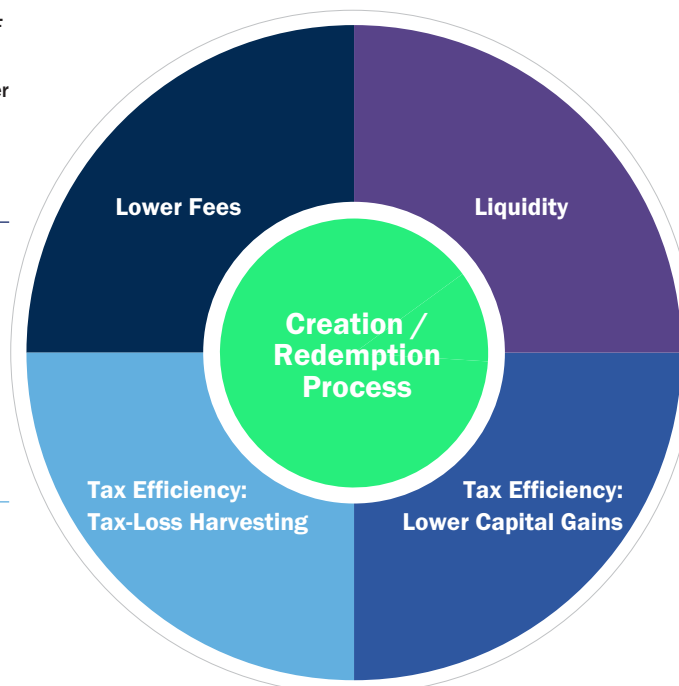 Lower Fees
Liquidity
Creation /
Redemption
Process
Tax Efficiency:
Tax-Loss Harvesting
Tax Efficiency:
Lower Capital Gains